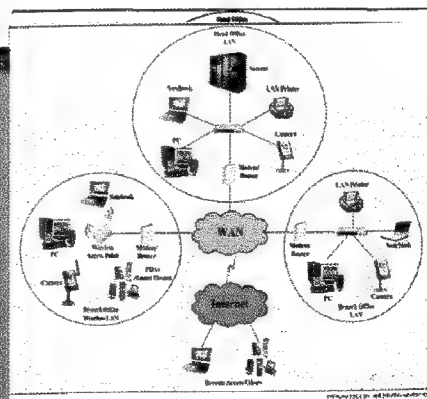 Head Office
Head Office
LAN
Server
Notebook
LAN Printer
PC
Camera
Modem/
Router
LAN Printer
Notebook
WAN
Modem
Router
Notebook
PC
Wireless
Access Point
Modem/
Router
PDAs
Camera
Branch Office
Wireless LAN
PC
Camera
Branch Office
LAN
Internet
Remote Access Users